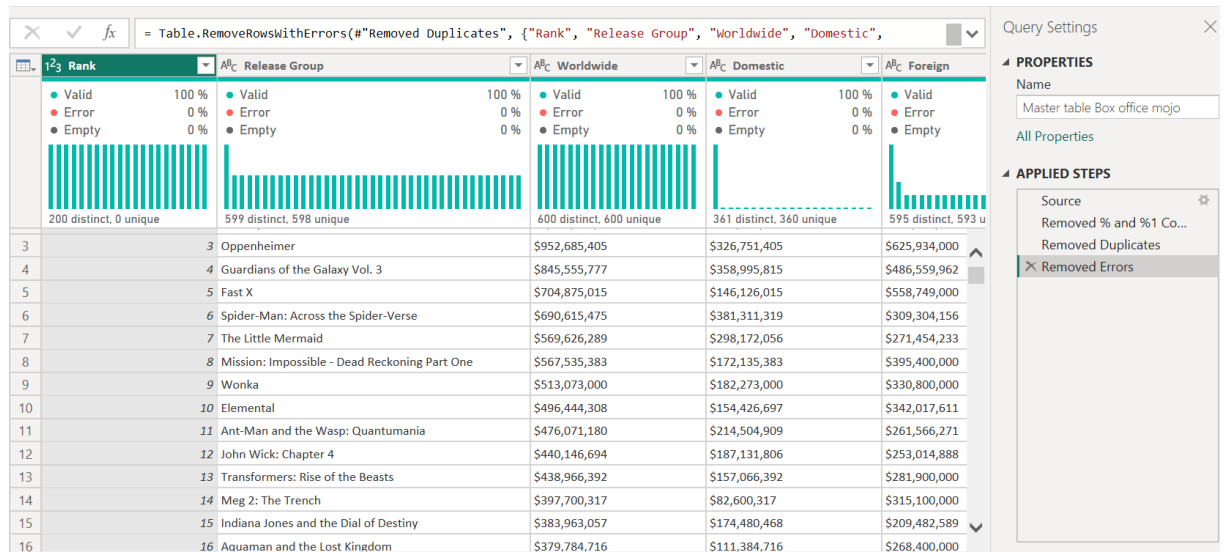 = Table.RemoveRowsWithErrors(#"Removed Duplicates", {"Rank", "Release Group", "Worldwide", "Domestic",
Query Settings
PROPERTIES
Name
Master table Box office mojo
All Properties
APPLIED STEPS
Source
Removed % and %1 Co...
Removed Duplicates
Removed Errors
1²3 Rank ABC Release Group ABC Worldwide ABC Domestic ABC Foreign
Valid 100 % Valid 100 % Valid 100 % Valid 100 % Valid
Error 0 % Error 0 % Error 0 % Error 0 % Error
Empty 0 % Empty 0 % Empty 0 % Empty 0 % Empty
200 distinct, 0 unique 599 distinct, 598 unique 600 distinct, 600 unique 361 distinct, 360 unique 595 distinct, 593 u
3 3 Oppenheimer $952,685,405 $326,751,405 $625,934,000
4 4 Guardians of the Galaxy Vol. 3 $845,555,777 $358,995,815 $486,559,962
5 5 Fast X $704,875,015 $146,126,015 $558,749,000
6 6 Spider-Man: Across the Spider-Verse $690,615,475 $381,311,319 $309,304,156
7 7 The Little Mermaid $569,626,289 $298,172,056 $271,454,233
8 8 Mission: Impossible - Dead Reckoning Part One $567,535,383 $172,135,383 $395,400,000
9 9 Wonka $513,073,000 $182,273,000 $330,800,000
10 10 Elemental $496,444,308 $154,426,697 $342,017,611
11 11 Ant-Man and the Wasp: Quantumania $476,071,180 $214,504,909 $261,566,271
12 12 John Wick: Chapter 4 $440,146,694 $187,131,806 $253,014,888
13 13 Transformers: Rise of the Beasts $438,966,392 $157,066,392 $281,900,000
14 14 Meg 2: The Trench $397,700,317 $82,600,317 $315,100,000
15 15 Indiana Jones and the Dial of Destiny $383,963,057 $174,480,468 $209,482,589
16 16 Aquaman and the Lost Kingdom $379,784,716 $111,384,716 $268,400,000